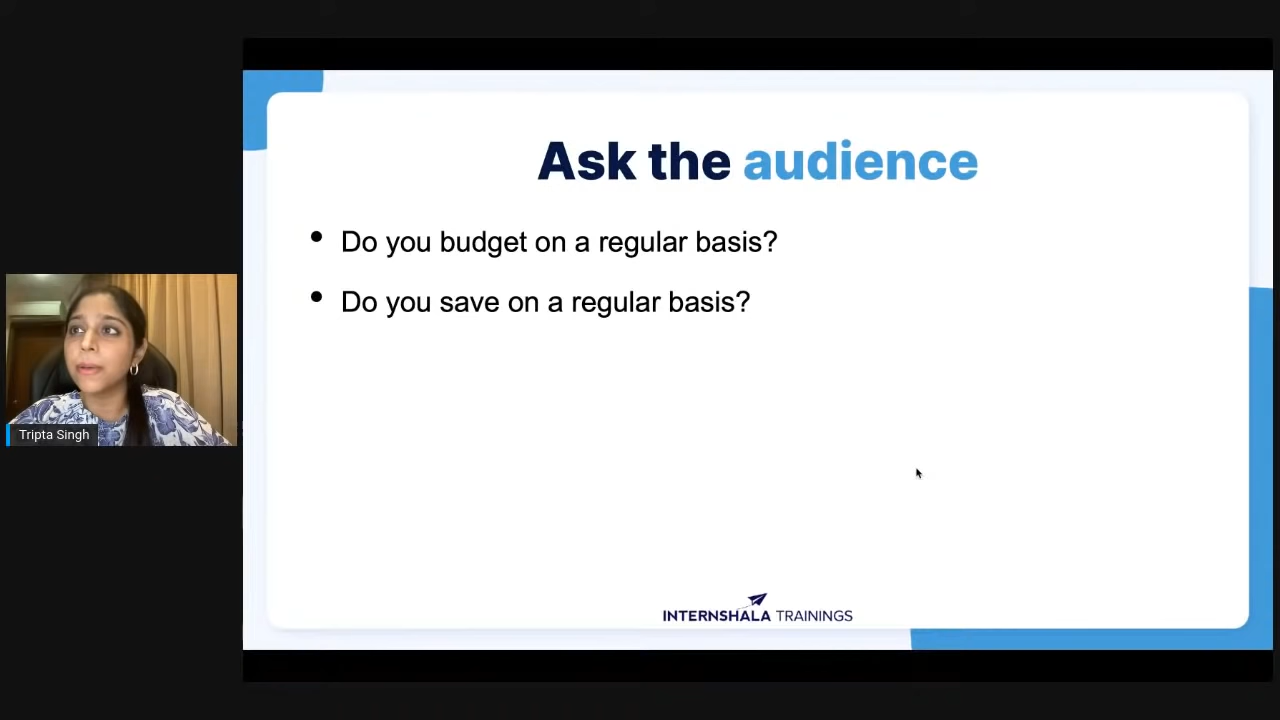 Ask the audience
• Do you budget on a regular basis?
• Do you save on a regular basis?
Tripta Singh
INTERNSHALA TRAININGS